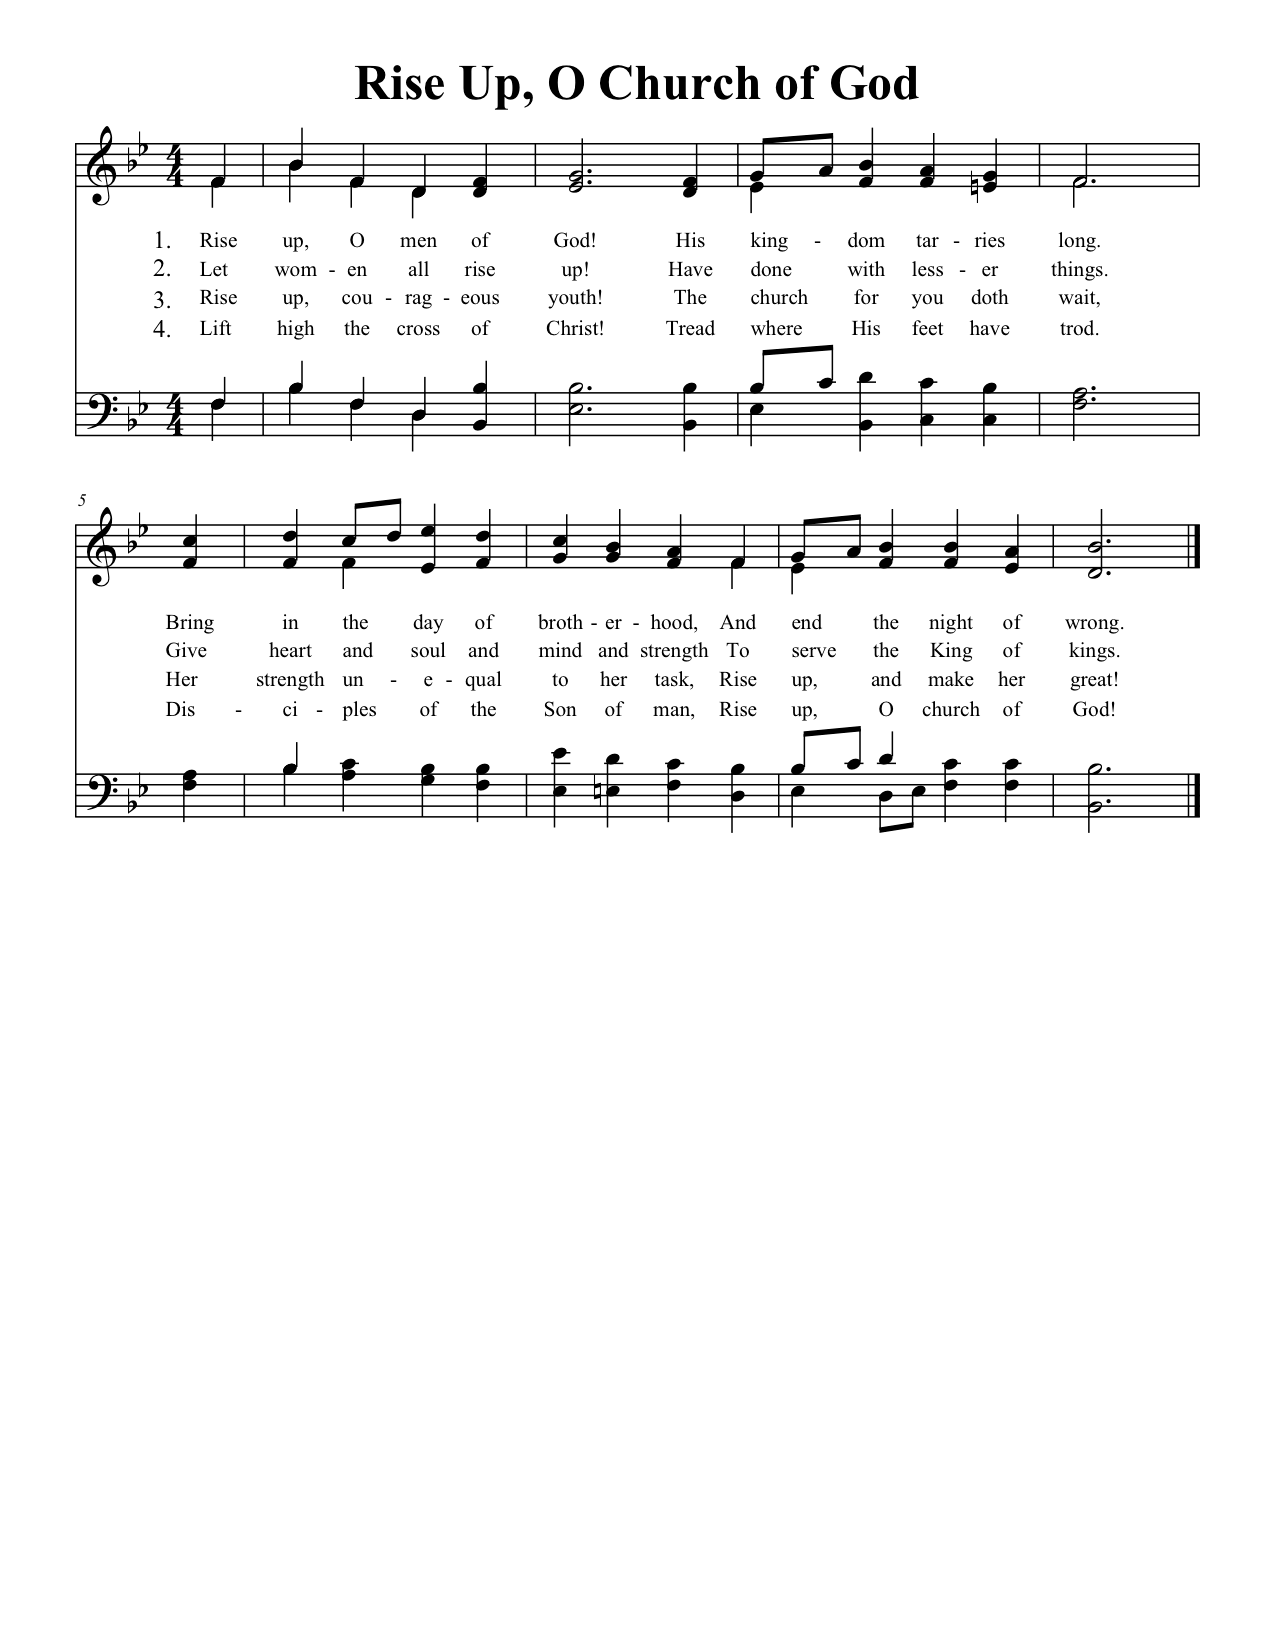 Rise Up, O Church of God
4
4
1. Rise up, O men of God! His king - dom tar - ries long.
2. Let wom - en all rise up! Have done with less - er things.
3. Rise up, cou - rag - eous youth! The church for you doth wait,
4. Lift high the cross of Christ! Tread where His feet have trod.
4
4
5
Bring in the day of broth - er - hood, And end the night of wrong.
Give heart and soul and mind and strength To serve the King of kings.
Her strength un - e - qual to her task, Rise up, and make her great!
Dis - ci - ples of the Son of man, Rise up, O church of God!